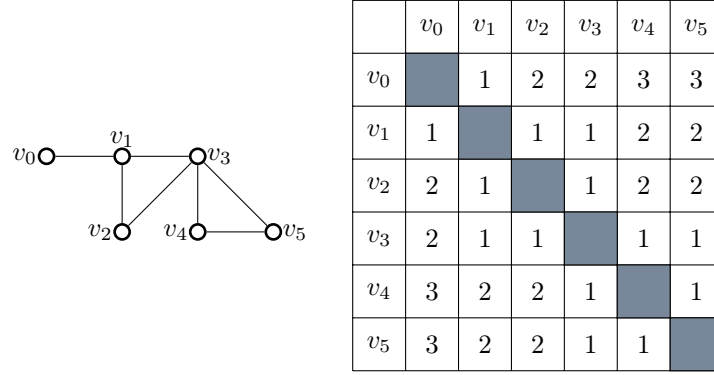 v₀ v₁ v₃
v₂ v₄ v₅
v₀ v₁ v₂ v₃ v₄ v₅
v₀ 1 2 2 3 3
v₁ 1 1 1 2 2
v₂ 2 1 1 2 2
v₃ 2 1 1 1 1
v₄ 3 2 2 1 1
v₅ 3 2 2 1 1